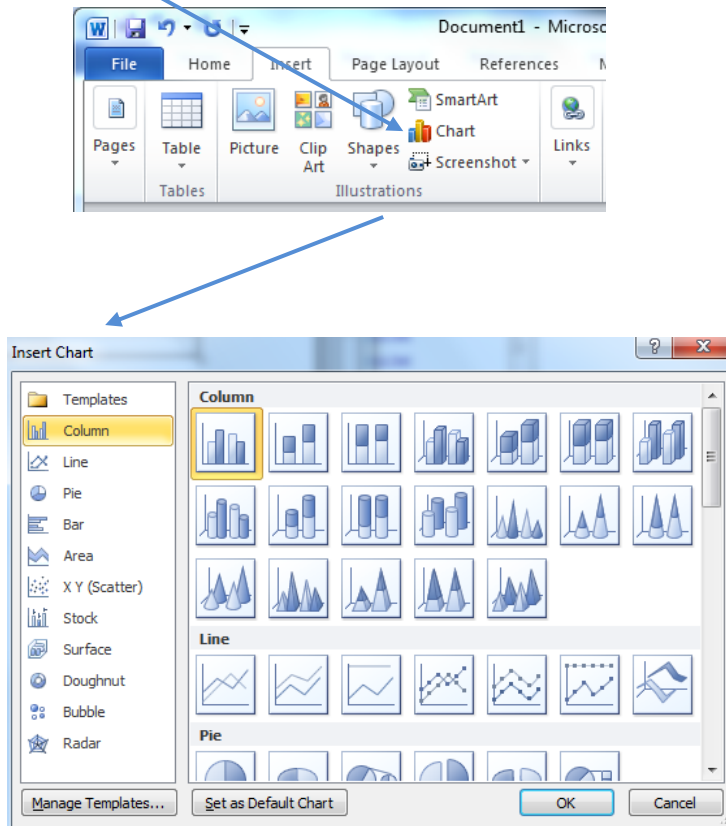 W
Document1 - Microso
File Home Insert Page Layout References
Pages
Table
Picture
Clip Art
Shapes
SmartArt
Chart
Screenshot
Links
Tables
Illustrations
Insert Chart
Templates
Column
Line
Pie
Bar
Area
X Y (Scatter)
Stock
Surface
Doughnut
Bubble
Radar
Column
Line
Pie
Manage Templates...
Set as Default Chart
OK
Cancel